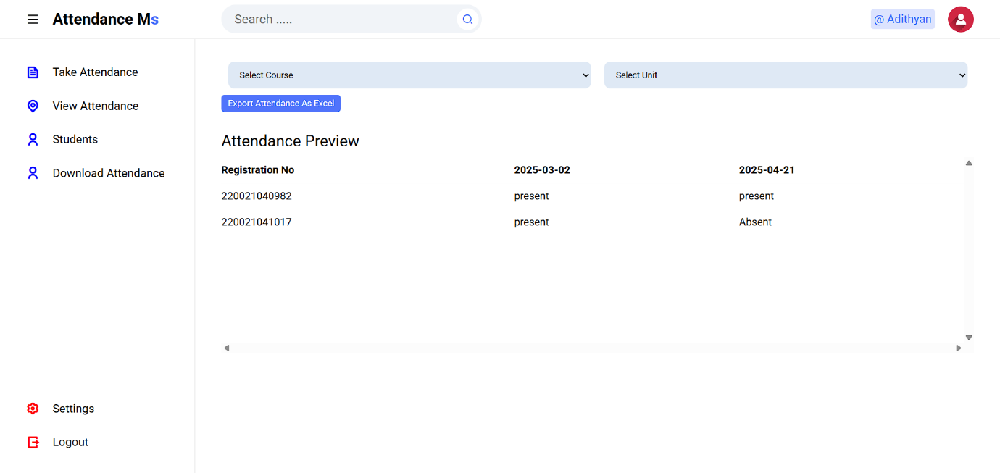 Attendance Ms
Search .....
@ Adithyan
Take Attendance
View Attendance
Students
Download Attendance
Settings
Logout
Select Course
Select Unit
Export Attendance As Excel
Attendance Preview
Registration No 2025-03-02 2025-04-21
220021040982 present present
220021041017 present Absent